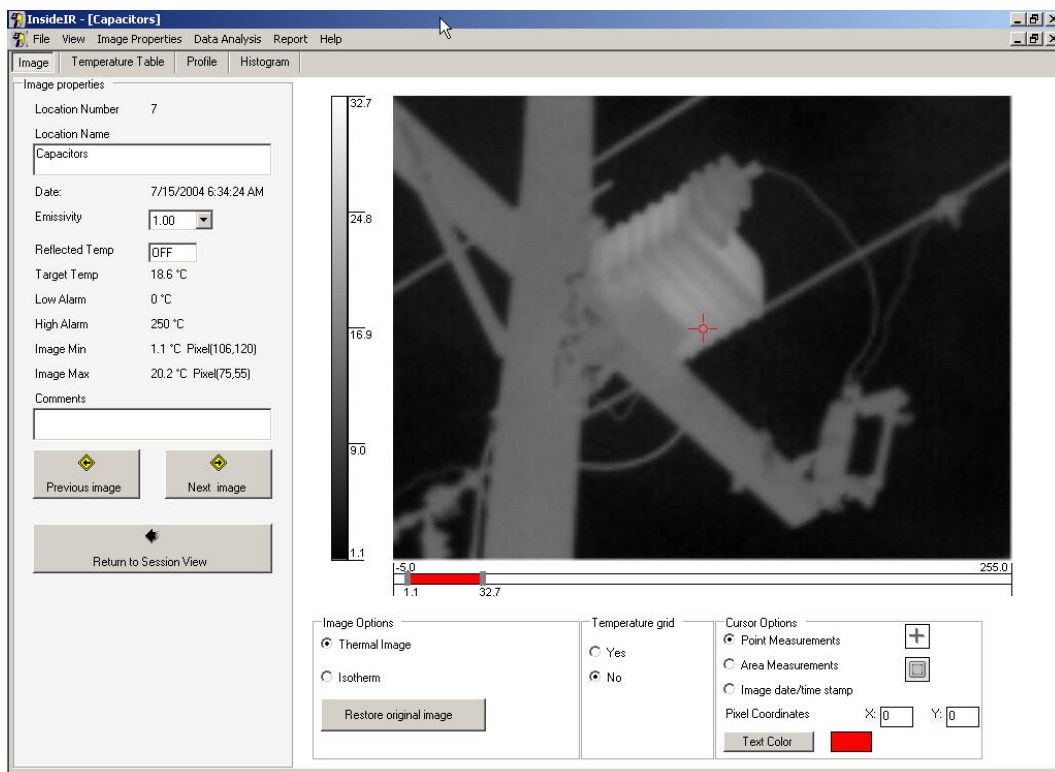 InsideIR - [Capacitors]
File View Image Properties Data Analysis Report Help
Image Temperature Table Profile Histogram
Image properties
Location Number 7
Location Name
Capacitors
Date: 7/15/2004 6:34:24 AM
Emissivity 1.00
Reflected Temp OFF
Target Temp 18.6 °C
Low Alarm 0 °C
High Alarm 250 °C
Image Min 1.1 °C Pixel(106,120)
Image Max 20.2 °C Pixel(75,55)
Comments
Previous image Next image
Return to Session View
32.7
24.8
16.9
9.0
1.1
-5.0 255.0
1.1 32.7
Image Options
Thermal Image
Isotherm
Restore original image
Temperature grid
Yes
No
Cursor Options
Point Measurements
Area Measurements
Image date/time stamp
Pixel Coordinates X: 0 Y: 0
Text Color